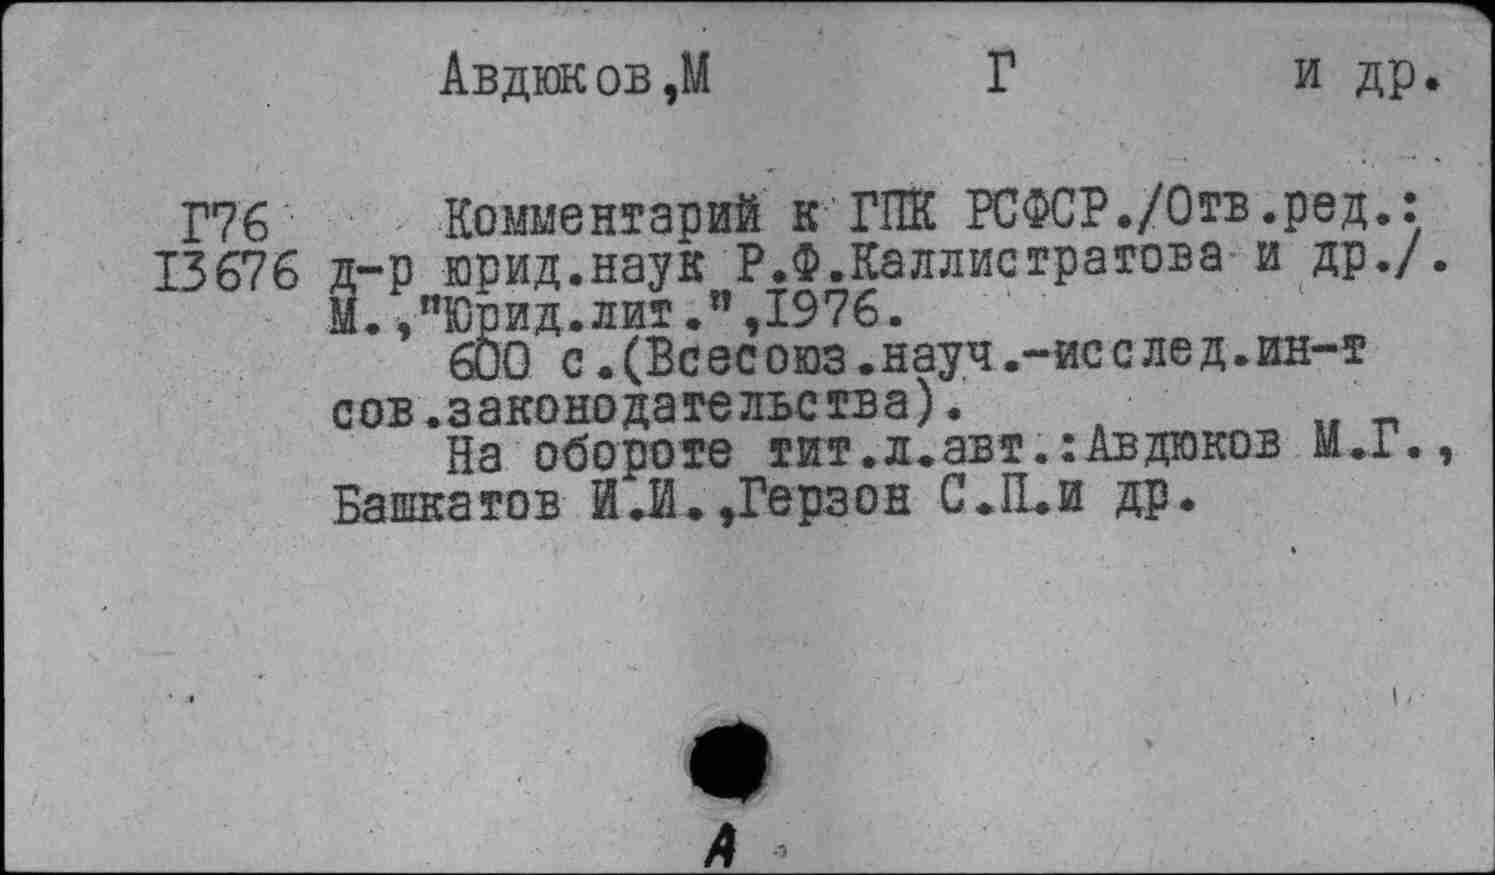 Авдюков,М Г и др.
Г76 Комментарий к ГПК РСФСР./Отв.ред.:
13676 д-р юрид.наук Р.Ф.Каллистратова и др./.
М.,"Юрид.лит.",1976.
600 с.(Всесоюз.науч.-исслед.ин-т
сов.законодательства).
На обороте тит.л.авт.:Авдюков М.Г.,
Башкатов И.И.,Герзон С.П.и др.
А